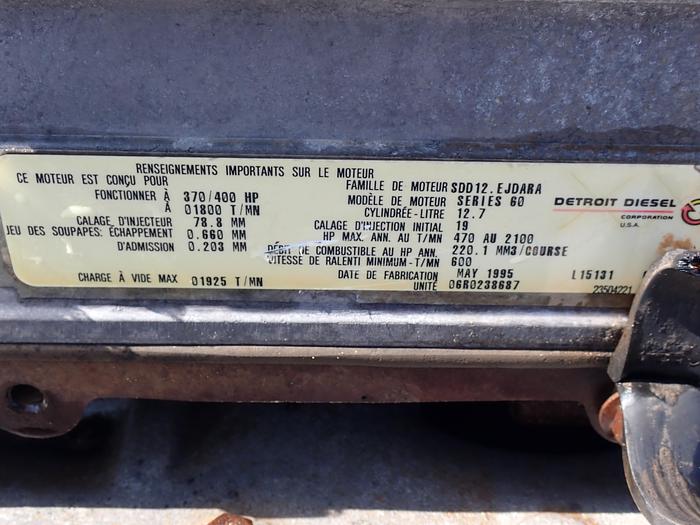 RENSEIGNEMENTS IMPORTANTS SUR LE MOTEUR
CE MOTEUR EST CONÇU POUR
FONCTIONNER À 370/400 HP
À 01800 T/MN
CALAGE D'INJECTEUR 78.8 MM
JEU DES SOUPAPES: ÉCHAPPEMENT 0.660 MM
D'ADMISSION 0.203 MM
CHARGE À VIDE MAX 01925 T/MN
FAMILLE DE MOTEUR SDD12.EJDARA
MODÈLE DE MOTEUR SERIES 60
CYLINDRÉE-LITRE 12.7
CALAGE D'INJECTION INITIAL 19
HP MAX. ANN. AU T/MN 470 AU 2100
DÉBIT DE COMBUSTIBLE AU HP ANN. 220.1 MM3/COURSE
VITESSE DE RALENTI MINIMUM - T/MN 600
DATE DE FABRICATION MAY 1995
UNITÉ 06R0238687
DETROIT DIESEL
CORPORATION
U.S.A.
L15131
23504221